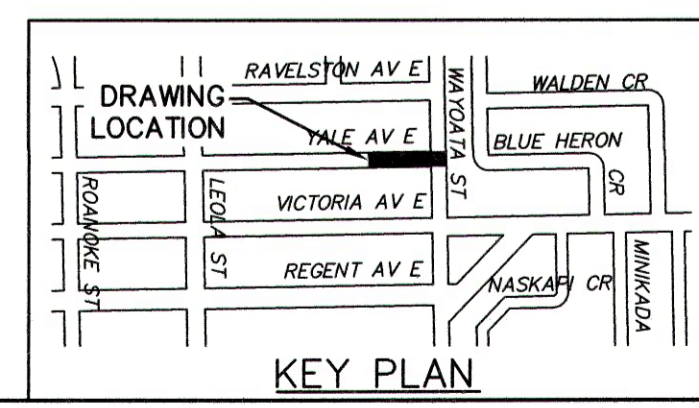 RAVELSTON AV E
WALDEN CR
DRAWING
LOCATION
YALE AV E
WAYOATA ST
BLUE HERON
CR
ROANOKE ST
LEOLA ST
VICTORIA AV E
REGENT AV E
NASKAPI CR
MINIKADA
KEY PLAN